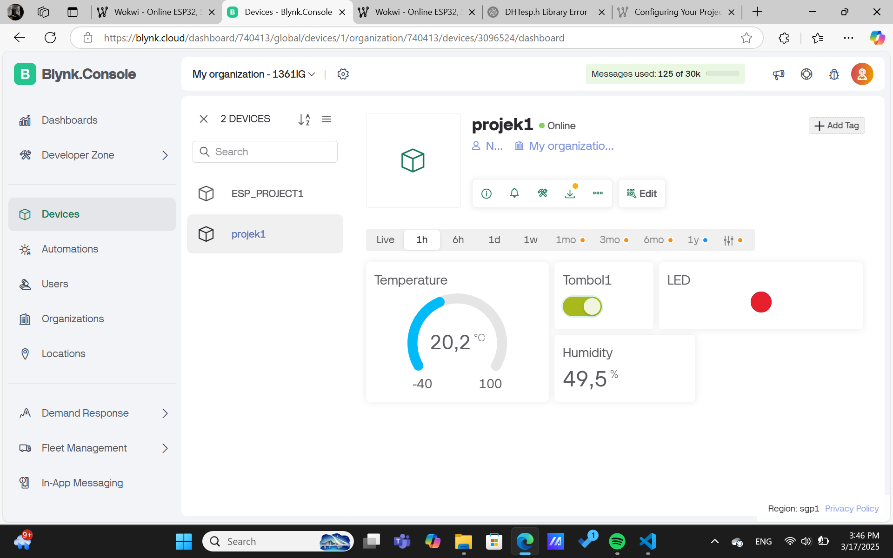 Wokwi - Online ESP32, S
Devices - Blynk.Console
Wokwi - Online ESP32, S
DHTesp.h Library Error
Configuring Your Projec
https://blynk.cloud/dashboard/740413/global/devices/1/organization/740413/devices/3096524/dashboard
B Blynk.Console
My organization - 1361IG
Messages used: 125 of 30k
Dashboards
Developer Zone
Devices
Automations
Users
Organizations
Locations
Demand Response
Fleet Management
In-App Messaging
2 DEVICES
Search
ESP_PROJECT1
projek1
projek1 Online
N... My organizatio...
Add Tag
Edit
Live 1h 6h 1d 1w 1mo 3mo 6mo 1y
Temperature
20,2 °C
-40 100
Tombol1
LED
Humidity
49,5 %
Region: sgp1 Privacy Policy
9+
Search
1
ENG
3:46 PM
3/17/2025